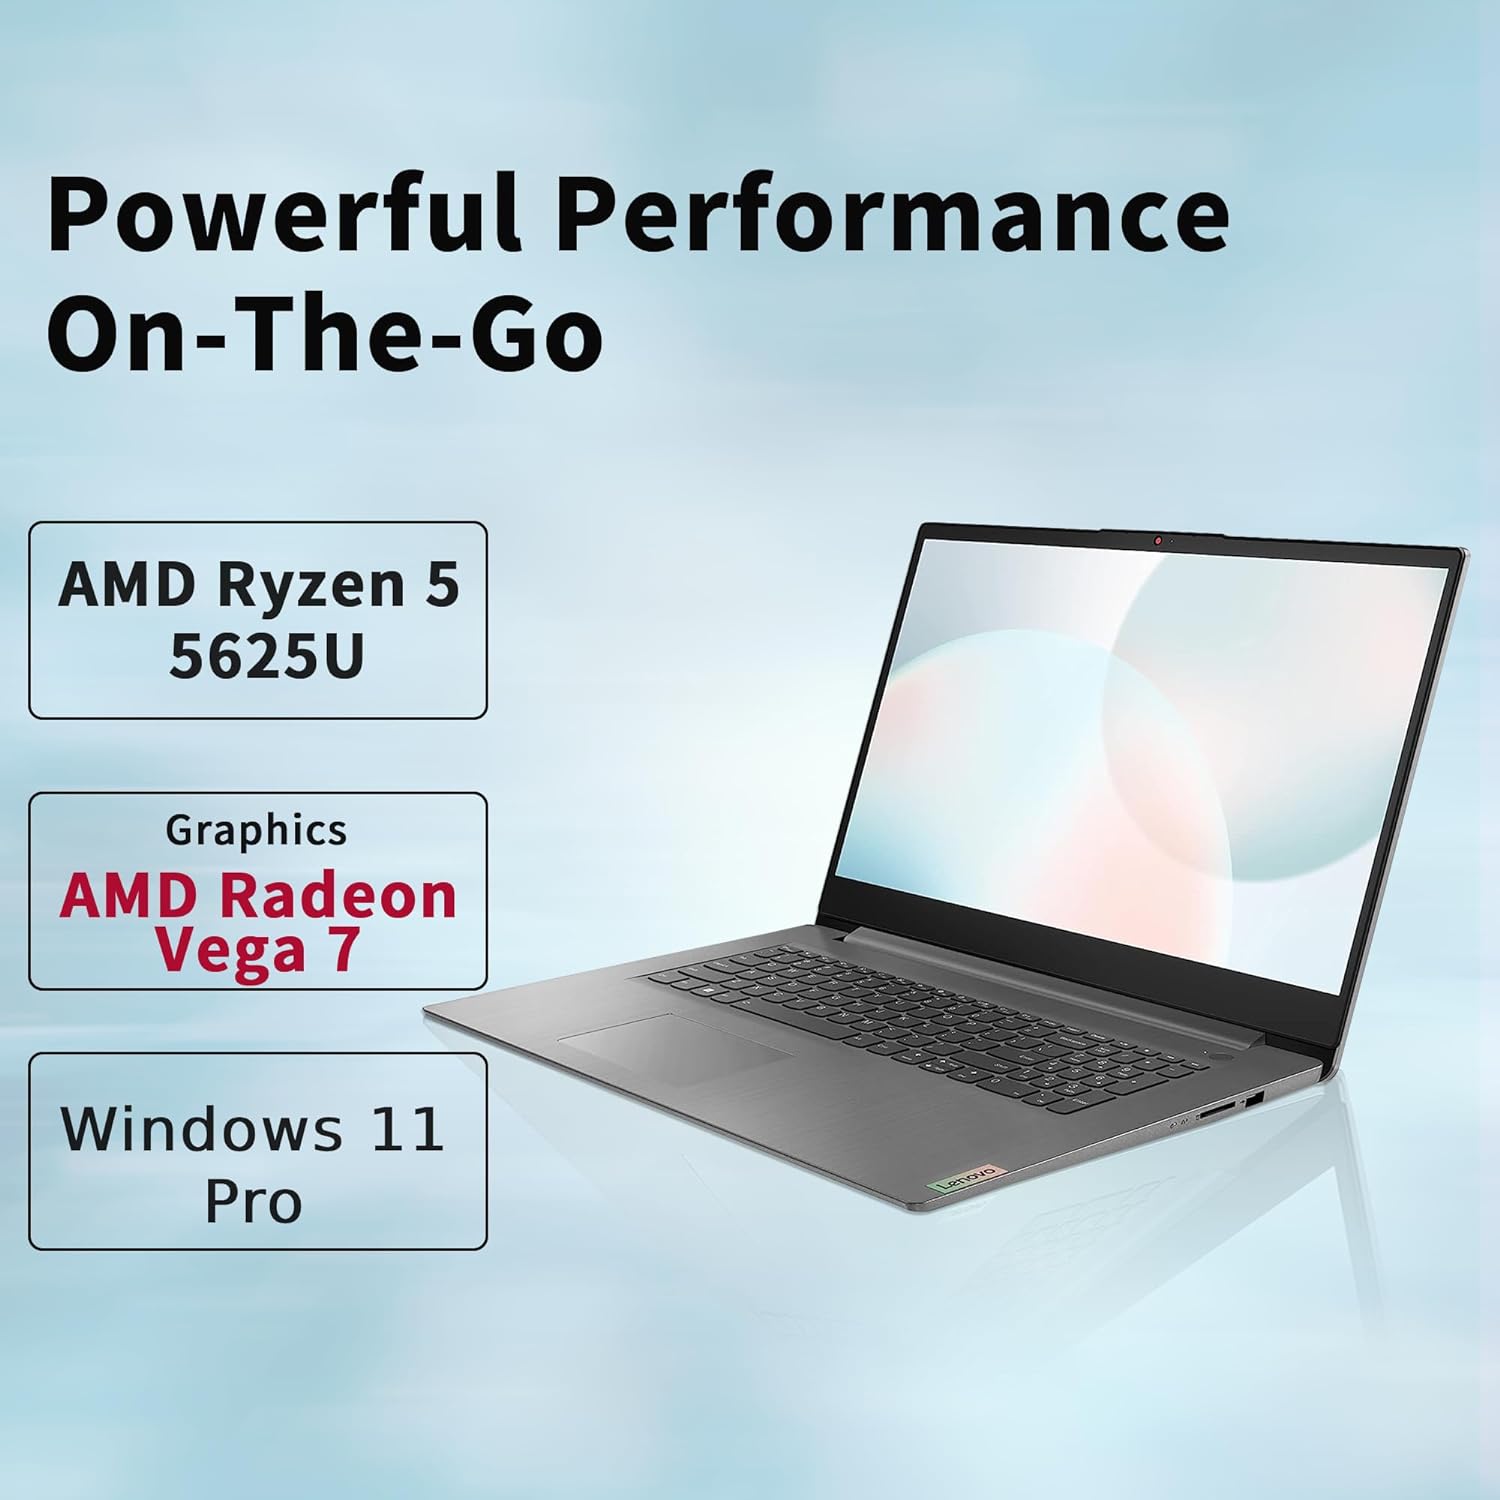 Powerful Performance
On-The-Go
AMD Ryzen 5
5625U
Graphics
AMD Radeon
Vega 7
Windows 11
Pro
Lenovo